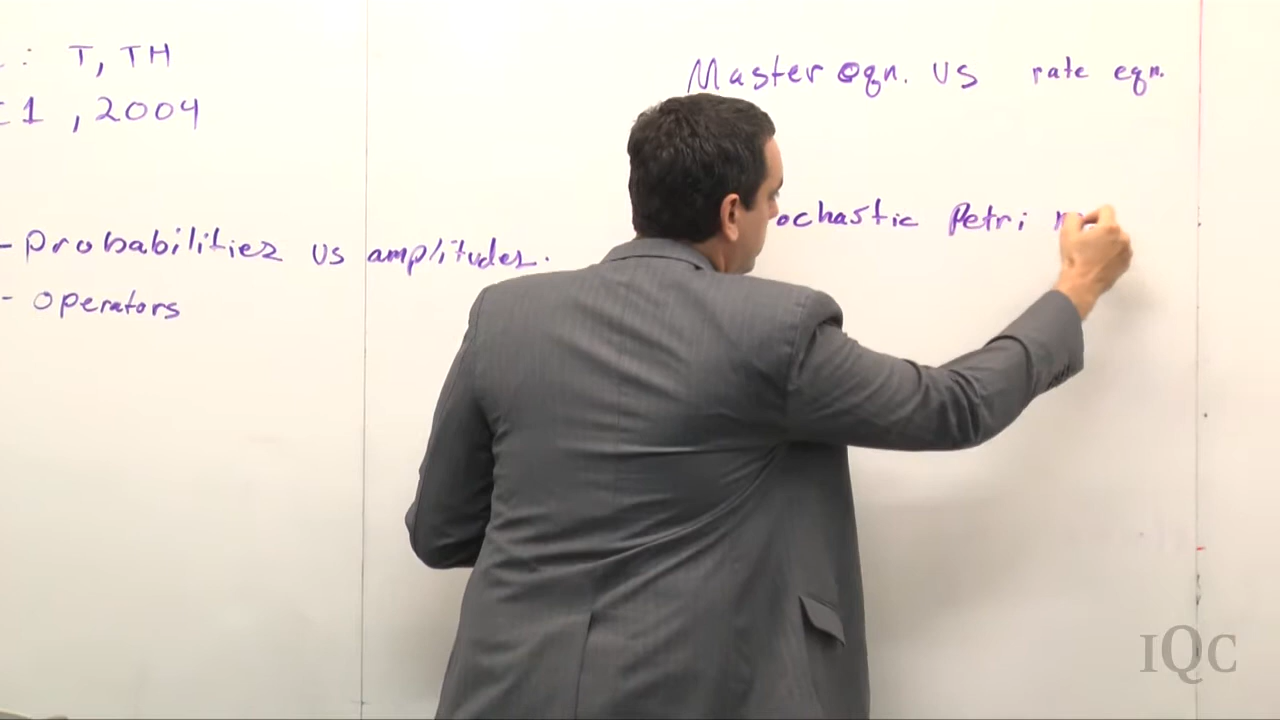 : T, TH
t 1 , 2004
- probabilities vs amplitudes.
- operators
Master eqn. vs rate eqn.
ochastic Petri n
IQC